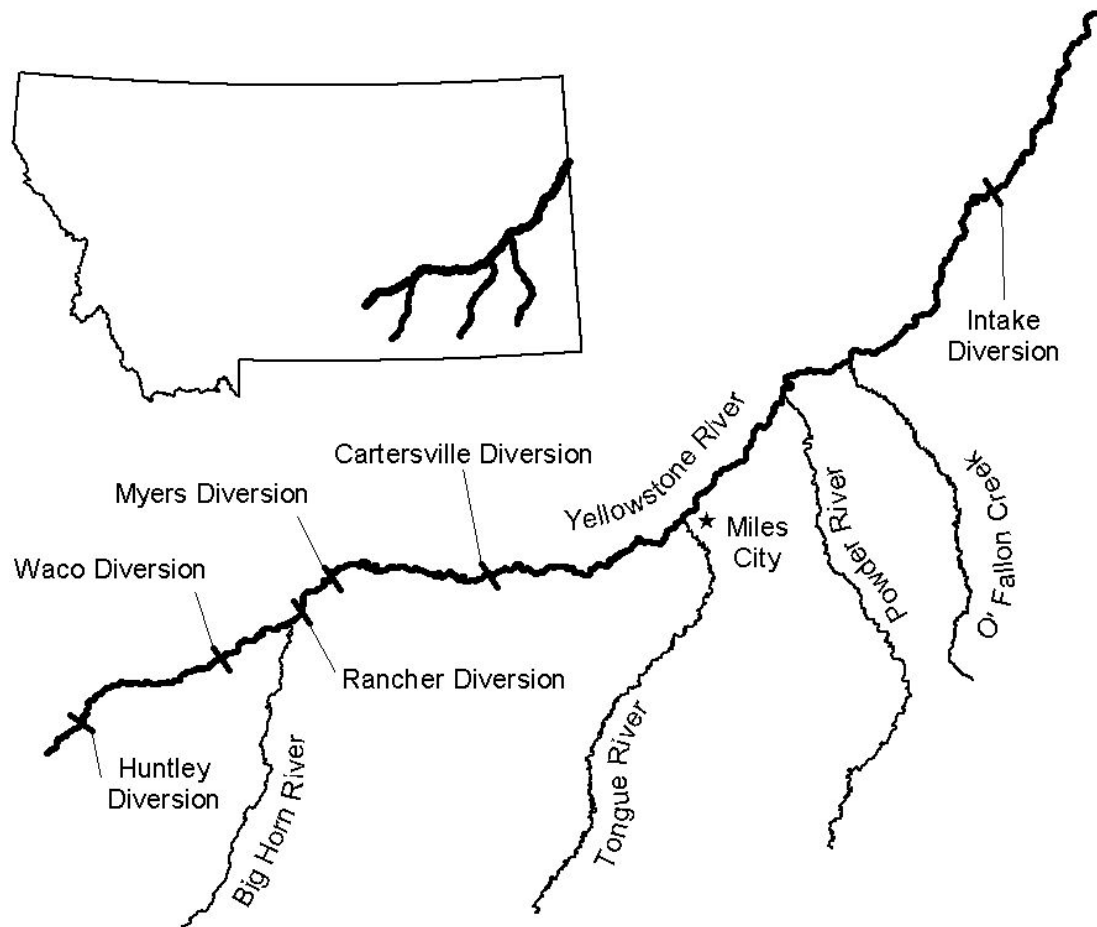 Intake
Diversion
Yellowstone River
Cartersville Diversion
Myers Diversion
Miles
City
Waco Diversion
Powder River
O' Fallon Creek
Rancher Diversion
Huntley
Diversion
Big Horn River
Tongue River